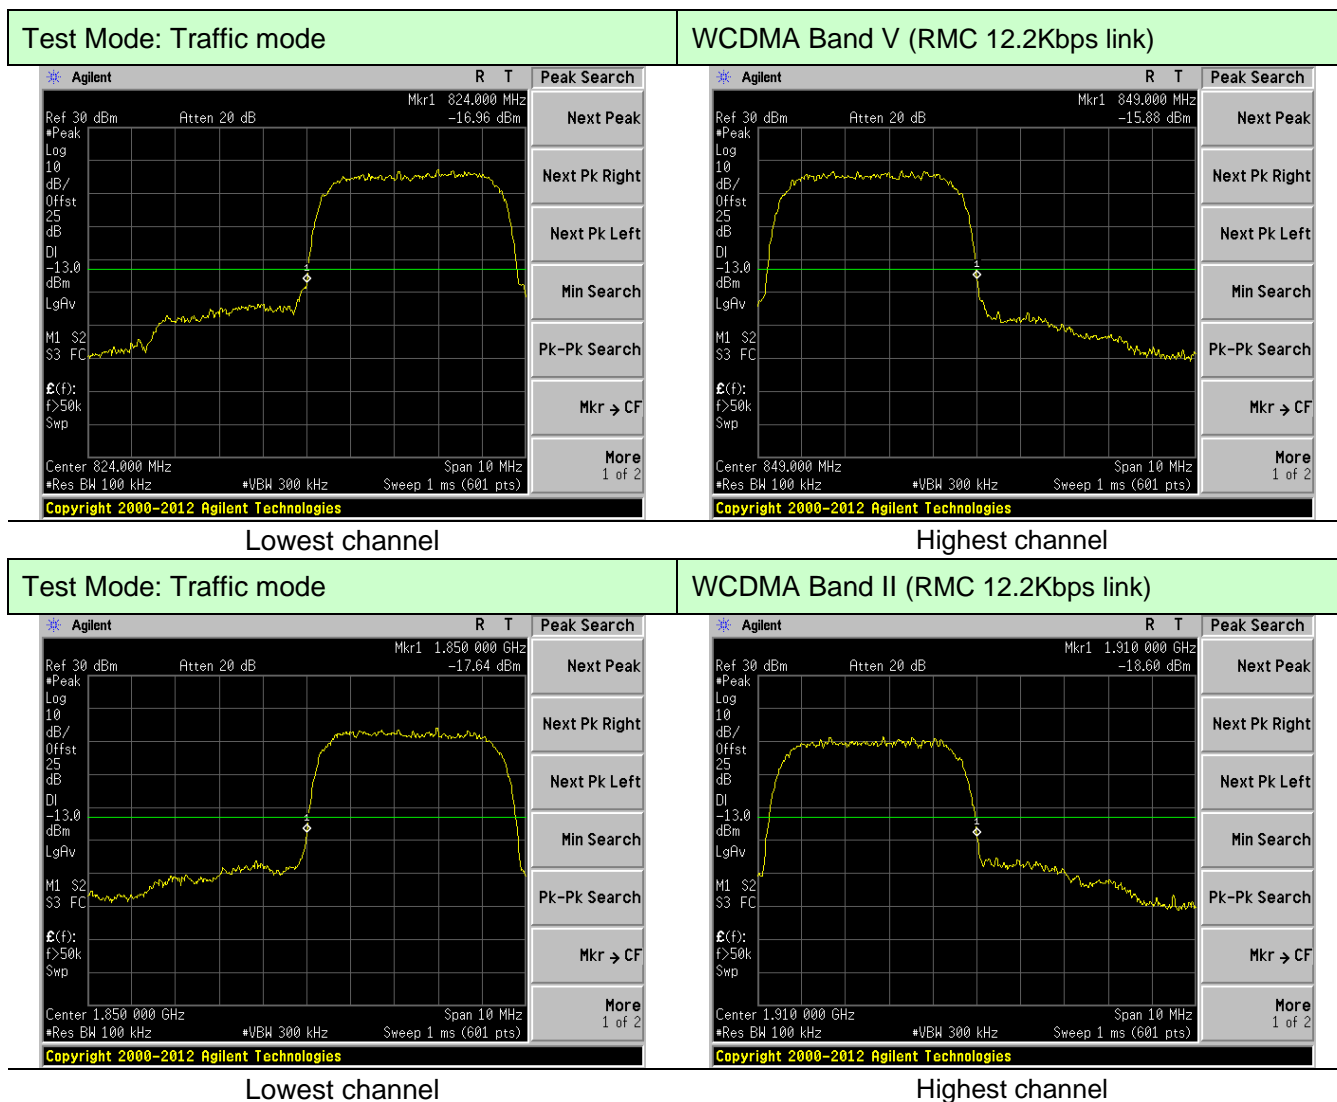 Test Mode: Traffic mode
WCDMA Band V (RMC 12.2Kbps link)
Agilent R T Peak Search
Mkr1 824.000 MHz
Ref 30 dBm Atten 20 dB -16.96 dBm
#Peak
Log
10
dB/
Offst
25
dB
DI
-13.0
dBm
LgAv
M1 S2
S3 FC
£(f):
f>50k
Swp
Center 824.000 MHz Span 10 MHz
#Res BW 100 kHz #VBW 300 kHz Sweep 1 ms (601 pts)
Copyright 2000-2012 Agilent Technologies
1
Next Peak
Next Pk Right
Next Pk Left
Min Search
Pk-Pk Search
Mkr → CF
More
1 of 2
Agilent R T Peak Search
Mkr1 849.000 MHz
Ref 30 dBm Atten 20 dB -15.88 dBm
#Peak
Log
10
dB/
Offst
25
dB
DI
-13.0
dBm
LgAv
M1 S2
S3 FC
£(f):
f>50k
Swp
Center 849.000 MHz Span 10 MHz
#Res BW 100 kHz #VBW 300 kHz Sweep 1 ms (601 pts)
Copyright 2000-2012 Agilent Technologies
1
Next Peak
Next Pk Right
Next Pk Left
Min Search
Pk-Pk Search
Mkr → CF
More
1 of 2
Lowest channel
Highest channel
Test Mode: Traffic mode
WCDMA Band II (RMC 12.2Kbps link)
Agilent R T Peak Search
Mkr1 1.850 000 GHz
Ref 30 dBm Atten 20 dB -17.64 dBm
#Peak
Log
10
dB/
Offst
25
dB
DI
-13.0
dBm
LgAv
M1 S2
S3 FC
£(f):
f>50k
Swp
Center 1.850 000 GHz Span 10 MHz
#Res BW 100 kHz #VBW 300 kHz Sweep 1 ms (601 pts)
Copyright 2000-2012 Agilent Technologies
1
Next Peak
Next Pk Right
Next Pk Left
Min Search
Pk-Pk Search
Mkr → CF
More
1 of 2
Agilent R T Peak Search
Mkr1 1.910 000 GHz
Ref 30 dBm Atten 20 dB -18.60 dBm
#Peak
Log
10
dB/
Offst
25
dB
DI
-13.0
dBm
LgAv
M1 S2
S3 FC
£(f):
f>50k
Swp
Center 1.910 000 GHz Span 10 MHz
#Res BW 100 kHz #VBW 300 kHz Sweep 1 ms (601 pts)
Copyright 2000-2012 Agilent Technologies
1
Next Peak
Next Pk Right
Next Pk Left
Min Search
Pk-Pk Search
Mkr → CF
More
1 of 2
Lowest channel
Highest channel